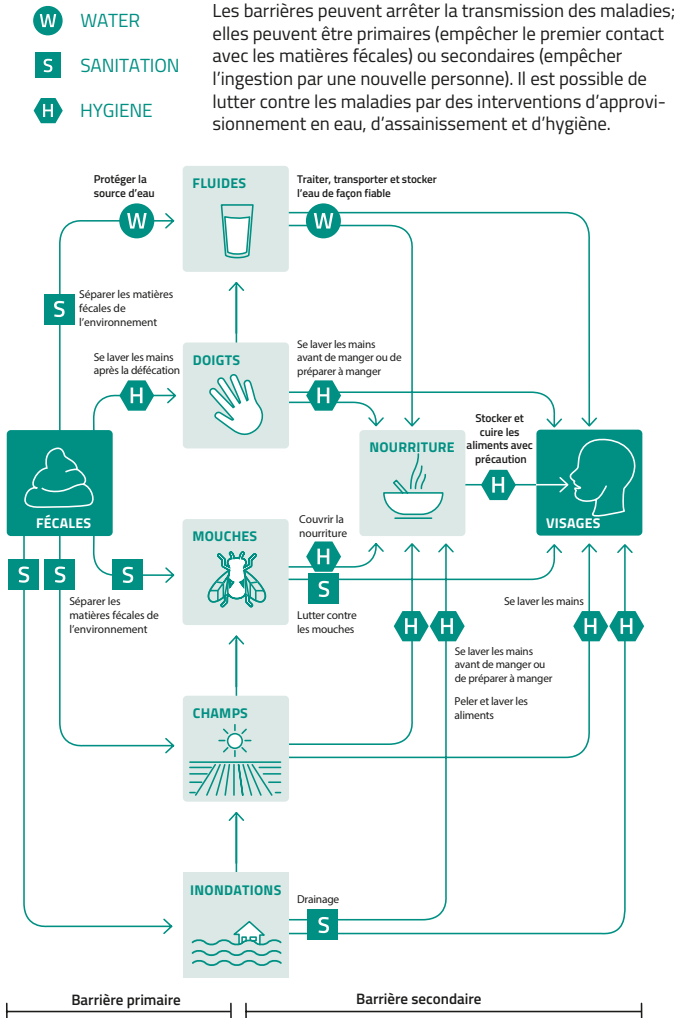 W WATER
S SANITATION
H HYGIENE
Les barrières peuvent arrêter la transmission des maladies;
elles peuvent être primaires (empêcher le premier contact
avec les matières fécales) ou secondaires (empêcher
l'ingestion par une nouvelle personne). Il est possible de
lutter contre les maladies par des interventions d'approvi-
sionnement en eau, d'assainissement et d'hygiène.
Protéger la
source d'eau
W
FLUIDES
Traiter, transporter et stocker
l'eau de façon fiable
W
S
Séparer les matières
fécales de
l'environnement
Se laver les mains
après la défécation
H
DOIGTS
Se laver les mains
avant de manger ou de
préparer à manger
H
FÉCALES
NOURRITURE
Stocker et
cuire les
aliments avec
précaution
H
VISAGES
S
S
S
Séparer les
matières fécales de
l'environnement
MOUCHES
Couvrir la
nourriture
H
S
Lutter contre
les mouches
H
H
Se laver les mains
avant de manger ou
de préparer à manger
Peler et laver les
aliments
Se laver les mains
H
H
CHAMPS
INONDATIONS
Drainage
S
Barrière primaire
Barrière secondaire